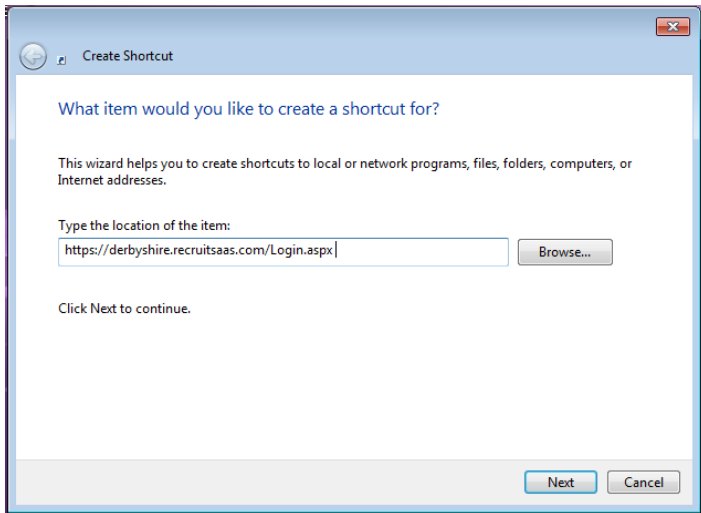 Create Shortcut
What item would you like to create a shortcut for?
This wizard helps you to create shortcuts to local or network programs, files, folders, computers, or
Internet addresses.
Type the location of the item:
https://derbyshire.recruitsaas.com/Login.aspx
Browse...
Click Next to continue.
Next
Cancel